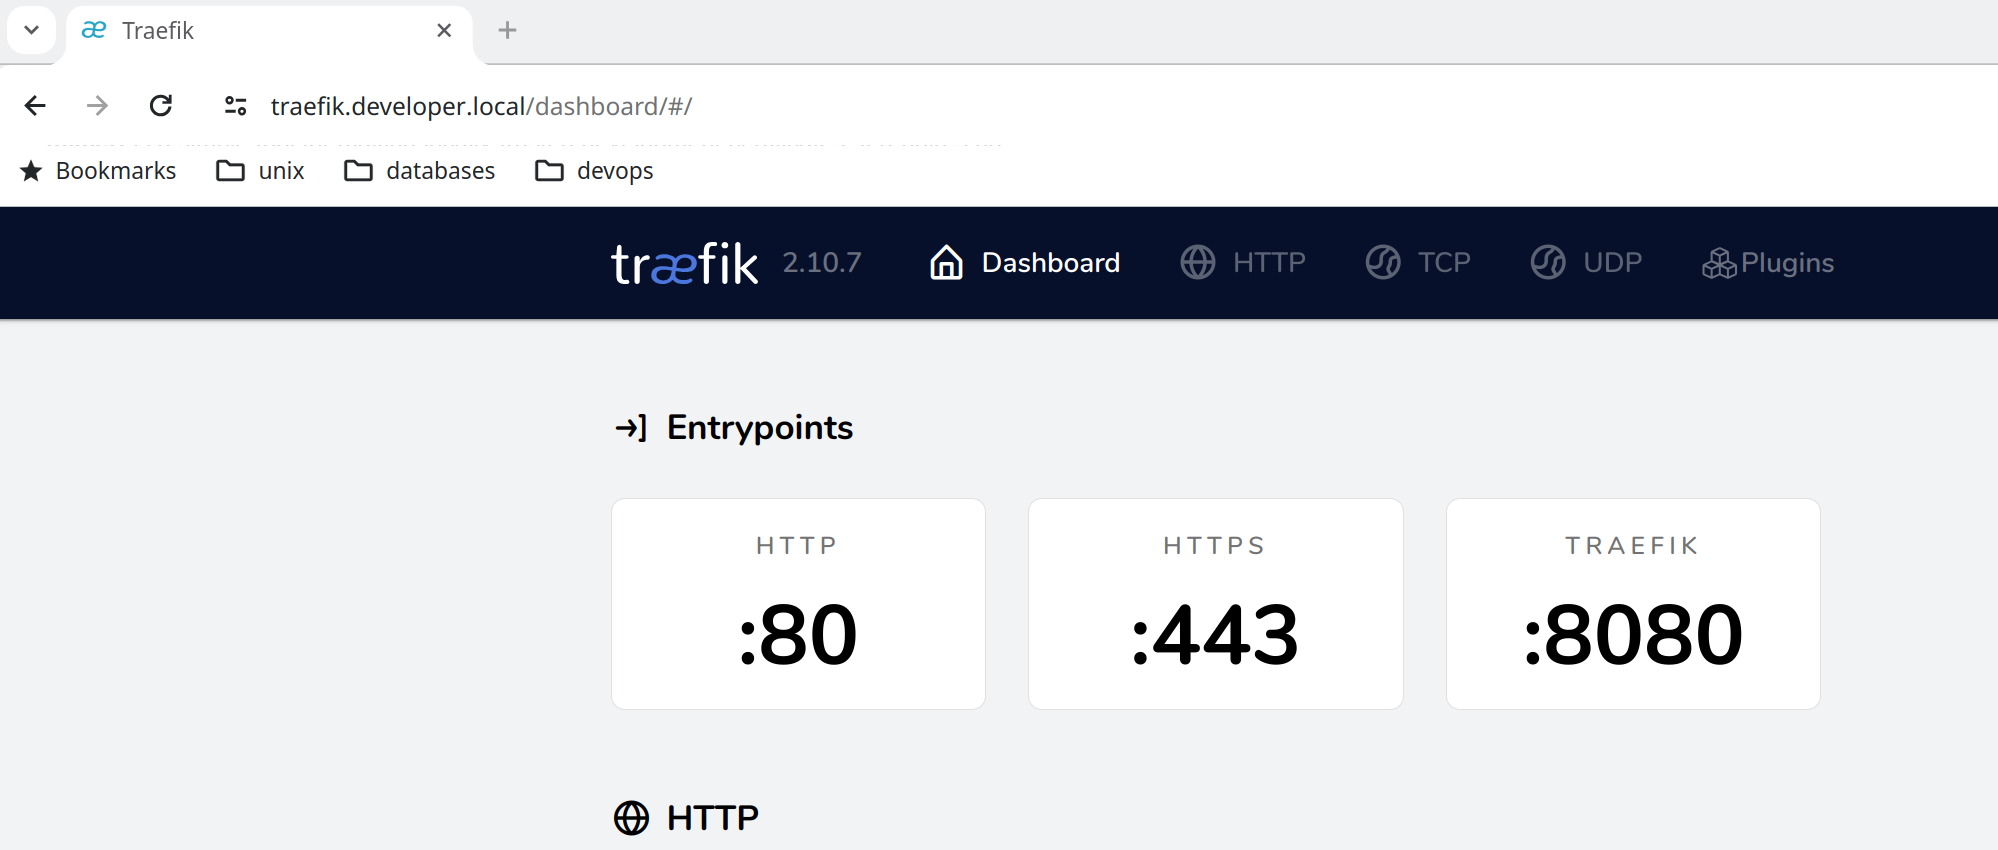 Traefik
traefik.developer.local/dashboard/#/
Bookmarks unix databases devops
træfik 2.10.7 Dashboard HTTP TCP UDP Plugins
Entrypoints
HTTP HTTPS TRAEFIK
:80 :443 :8080
HTTP